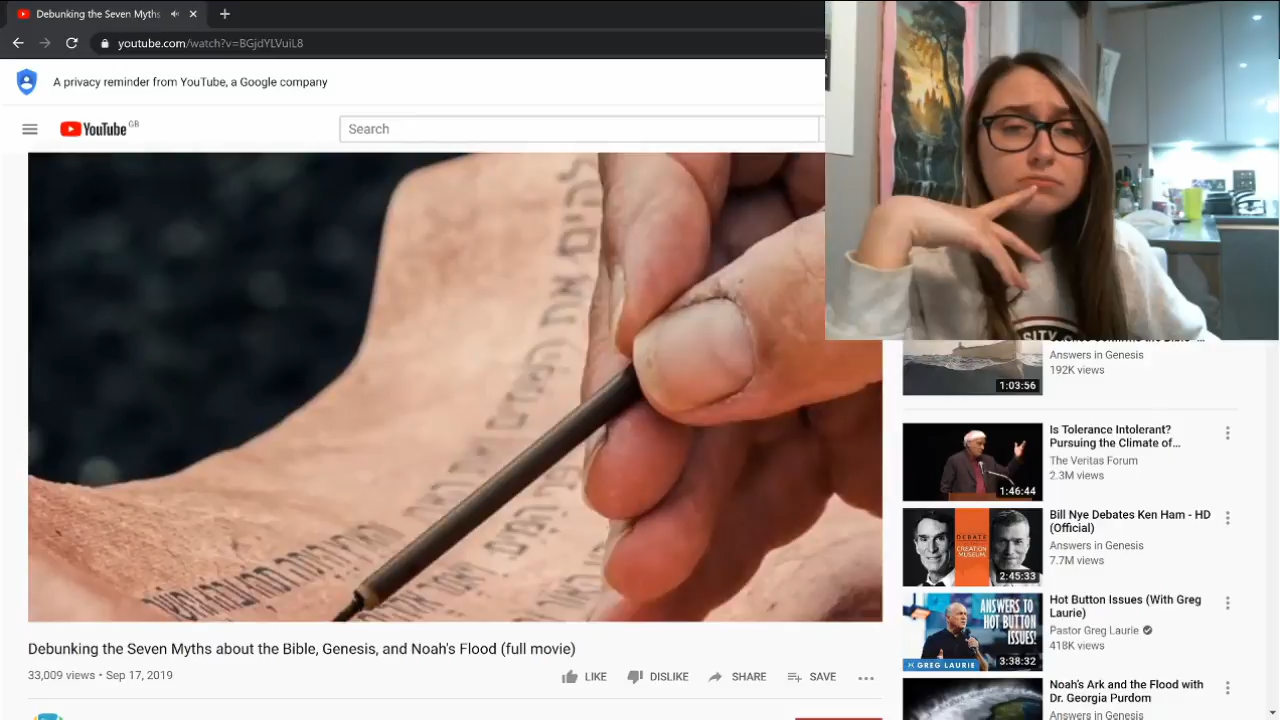 Debunking the Seven Myths
youtube.com/watch?v=BGjdYLVuiL8
A privacy reminder from YouTube, a Google company
YouTube GB
Search
Debunking the Seven Myths about the Bible, Genesis, and Noah's Flood (full movie)
33,009 views • Sep 17, 2019
LIKE
DISLIKE
SHARE
SAVE
SITY
Answers in Genesis
192K views
1:03:56
Is Tolerance Intolerant?
Pursuing the Climate of...
The Veritas Forum
2.3M views
1:46:44
Bill Nye Debates Ken Ham - HD
(Official)
Answers in Genesis
7.7M views
DEBATE
CREATION
MUSEUM
2:45:33
Hot Button Issues (With Greg
Laurie)
Pastor Greg Laurie
418K views
ANSWERS TO
HOT BUTTON
ISSUES!
GREG LAURIE
3:38:32
Noah's Ark and the Flood with
Dr. Georgia Purdom
Answers in Genesis